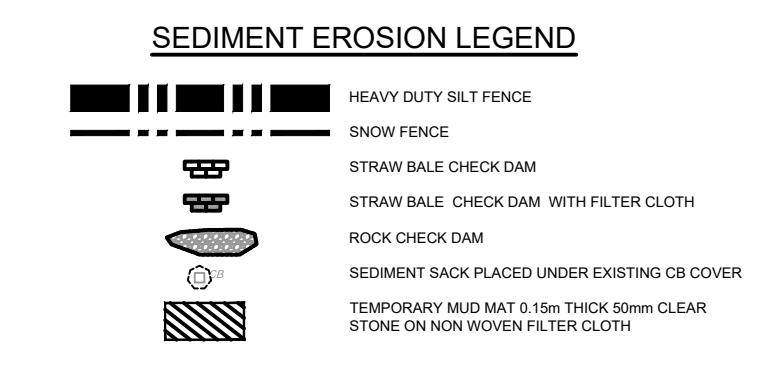 SEDIMENT EROSION LEGEND
HEAVY DUTY SILT FENCE
SNOW FENCE
STRAW BALE CHECK DAM
STRAW BALE CHECK DAM WITH FILTER CLOTH
ROCK CHECK DAM
CB
SEDIMENT SACK PLACED UNDER EXISTING CB COVER
TEMPORARY MUD MAT 0.15m THICK 50mm CLEAR
STONE ON NON WOVEN FILTER CLOTH